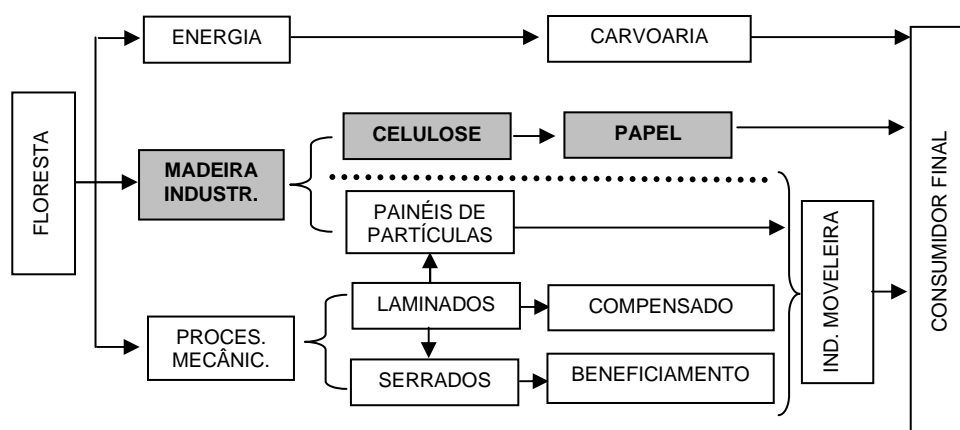 ENERGIA
CARVOARIA
FLORESTA
MADEIRA
INDUSTR.
CELULOSE
PAPEL
PAINÉIS DE
PARTÍCULAS
PROCES.
MECÂNIC.
LAMINADOS
COMPENSADO
SERRADOS
BENEFICIAMENTO
IND. MOVELEIRA
CONSUMIDOR FINAL